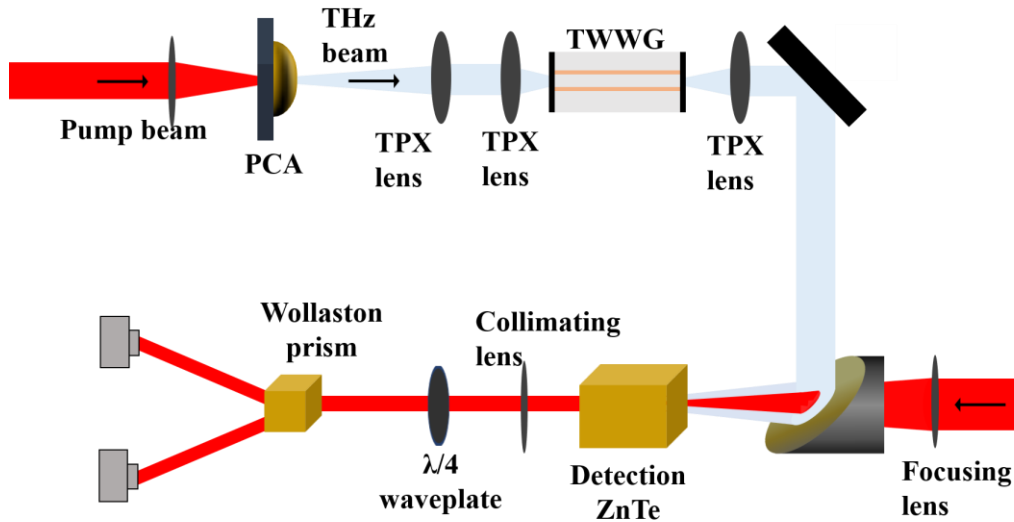 THz
beam
TWWG
Pump beam
PCA
TPX
lens
TPX
lens
TPX
lens
Wollaston
prism
Collimating
lens
λ/4
waveplate
Detection
ZnTe
Focusing
lens